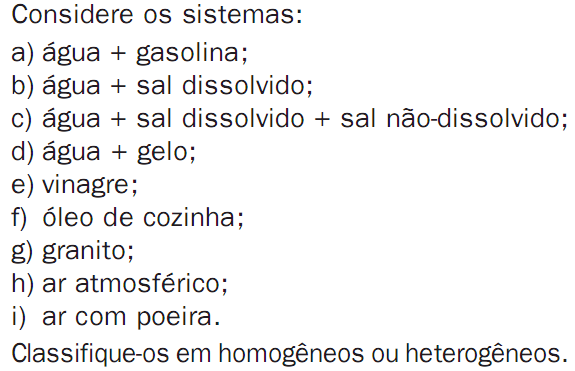 Considere os sistemas:
a) água + gasolina;
b) água + sal dissolvido;
c) água + sal dissolvido + sal não-dissolvido;
d) água + gelo;
e) vinagre;
f) óleo de cozinha;
g) granito;
h) ar atmosférico;
i) ar com poeira.
Classifique-os em homogêneos ou heterogêneos.